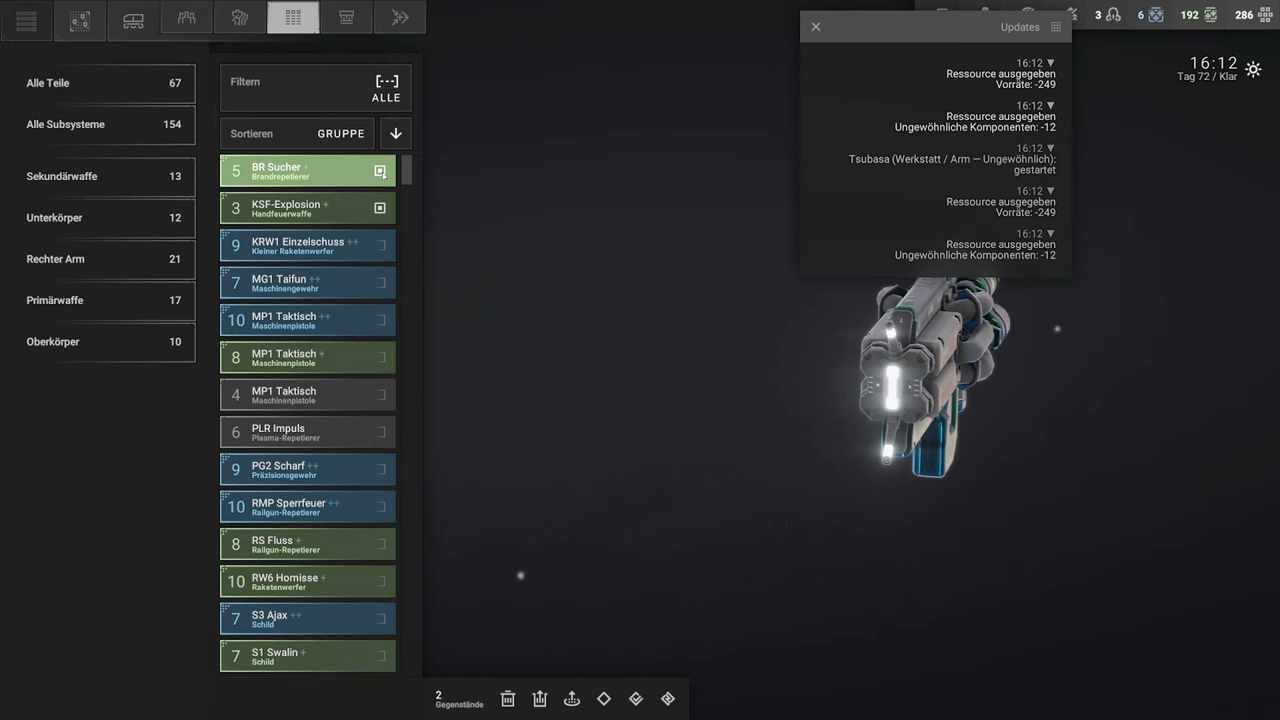 3
6
192
286
Updates
16:12
Tag 72 / Klar
16:12
Ressource ausgegeben
Vorräte: -249
16:12
Ressource ausgegeben
Ungewöhnliche Komponenten: -12
16:12
Tsubasa (Werkstatt / Arm — Ungewöhnlich):
gestartet
16:12
Ressource ausgegeben
Vorräte: -249
16:12
Ressource ausgegeben
Ungewöhnliche Komponenten: -12
Alle Teile 67
Alle Subsysteme 154
Sekundärwaffe 13
Unterkörper 12
Rechter Arm 21
Primärwaffe 17
Oberkörper 10
Filtern
[---]
ALLE
Sortieren GRUPPE
5 BR Sucher +
Brandrepetierer
3 KSF-Explosion +
Handfeuerwaffe
9 KRW1 Einzelschuss ++
Kleiner Raketenwerfer
7 MG1 Taifun ++
Maschinengewehr
10 MP1 Taktisch ++
Maschinenpistole
8 MP1 Taktisch +
Maschinenpistole
4 MP1 Taktisch
Maschinenpistole
6 PLR Impuls
Plasma-Repetierer
9 PG2 Scharf ++
Präzisionsgewehr
10 RMP Sperrfeuer ++
Railgun-Repetierer
8 RS Fluss +
Railgun-Repetierer
10 RW6 Hornisse +
Raketenwerfer
7 S3 Ajax ++
Schild
7 S1 Swalin +
Schild
2
Gegenstände